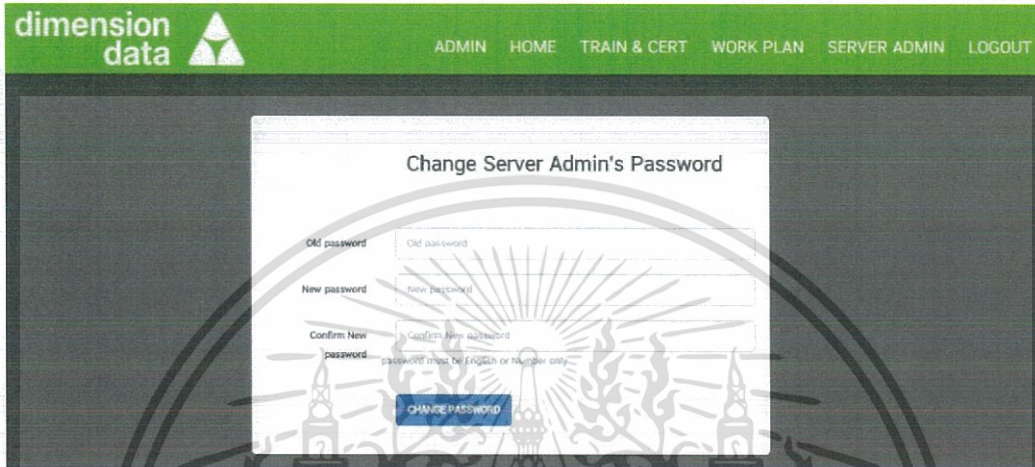 dimension
data
ADMIN HOME TRAIN & CERT WORK PLAN SERVER ADMIN LOGOUT
Change Server Admin's Password
Old password Old password
New password New password
Confirm New Confirm New password
password password must be English or Number only
CHANGE PASSWORD